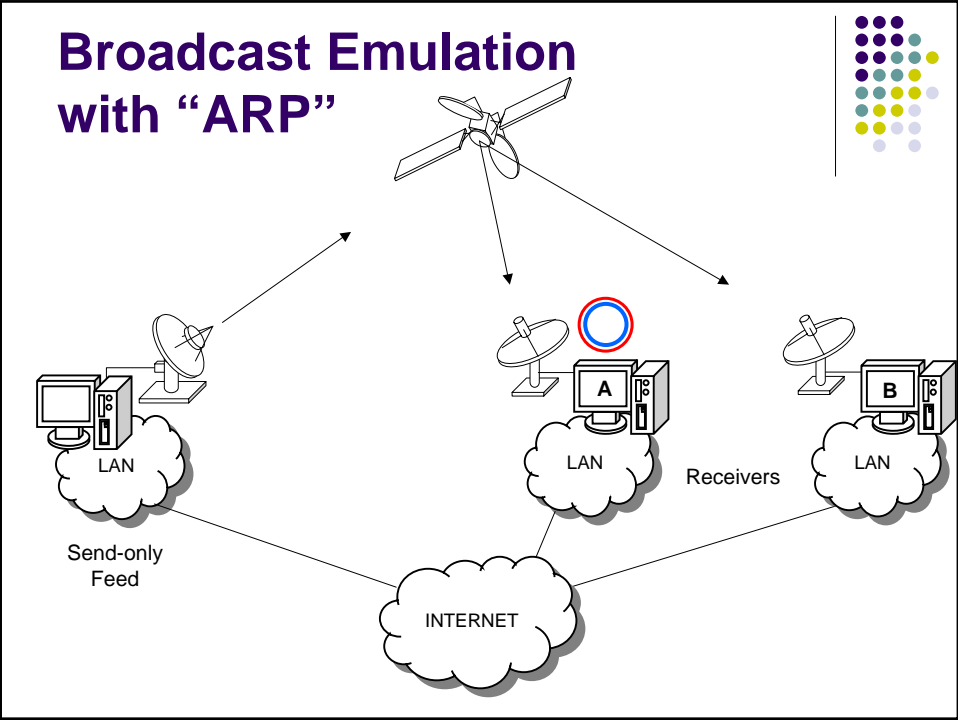 Broadcast Emulation
with “ARP”
A
B
LAN
LAN
Receivers
LAN
Send-only
Feed
INTERNET